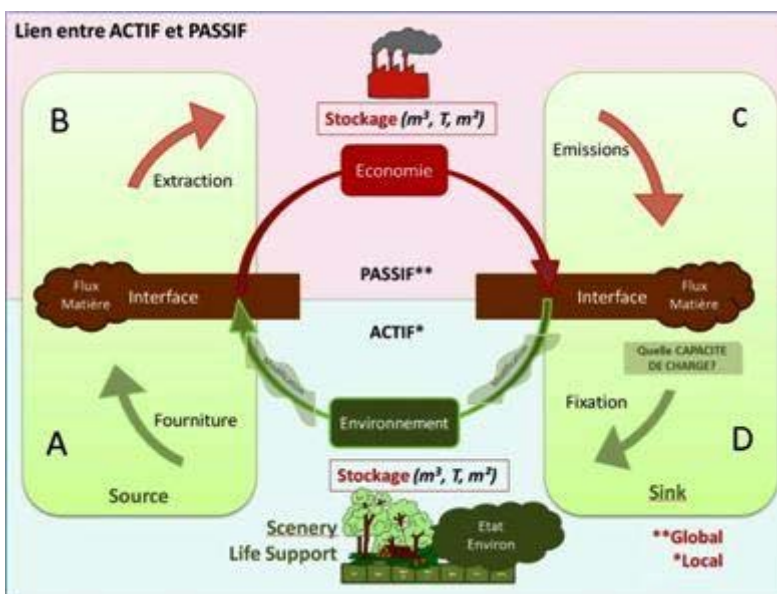 Lien entre ACTIF et PASSIF
B
Extraction
Stockage (m³, T, m²)
Economie
C
Emissions
Flux
Matière
Interface
PASSIF**
ACTIF*
Interface
Flux
Matière
Quelle CAPACITE
DE CHARGE?
Fourniture
A
Source
Environnement
Fixation
D
Sink
Stockage (m³, T, m²)
Scenery
Life Support
Etat
Environ
**Global
*Local